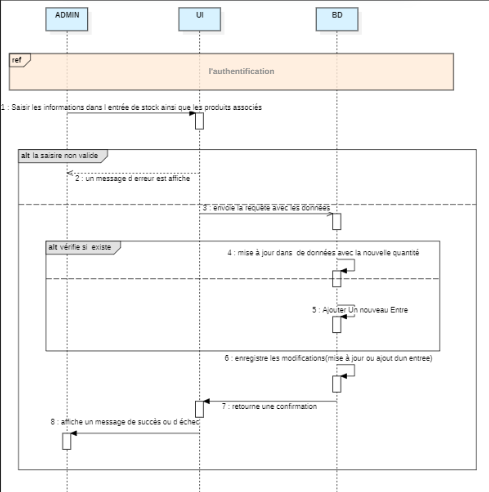 ADMIN UI BD
ref
l'authentification
1 : Saisir les informations dans l entrée de stock ainsi que les produits associés
alt la saisire non valide
2 : un message d erreur est affiche
3 : envoie la requête avec les données
alt vérifie si existe
4 : mise à jour dans de données avec la nouvelle quantité
5 : Ajouter Un nouveau Entre
6 : enregistre les modifications(mise à jour ou ajout dun entree)
7 : retourne une confirmation
8 : affiche un message de succès ou d échec